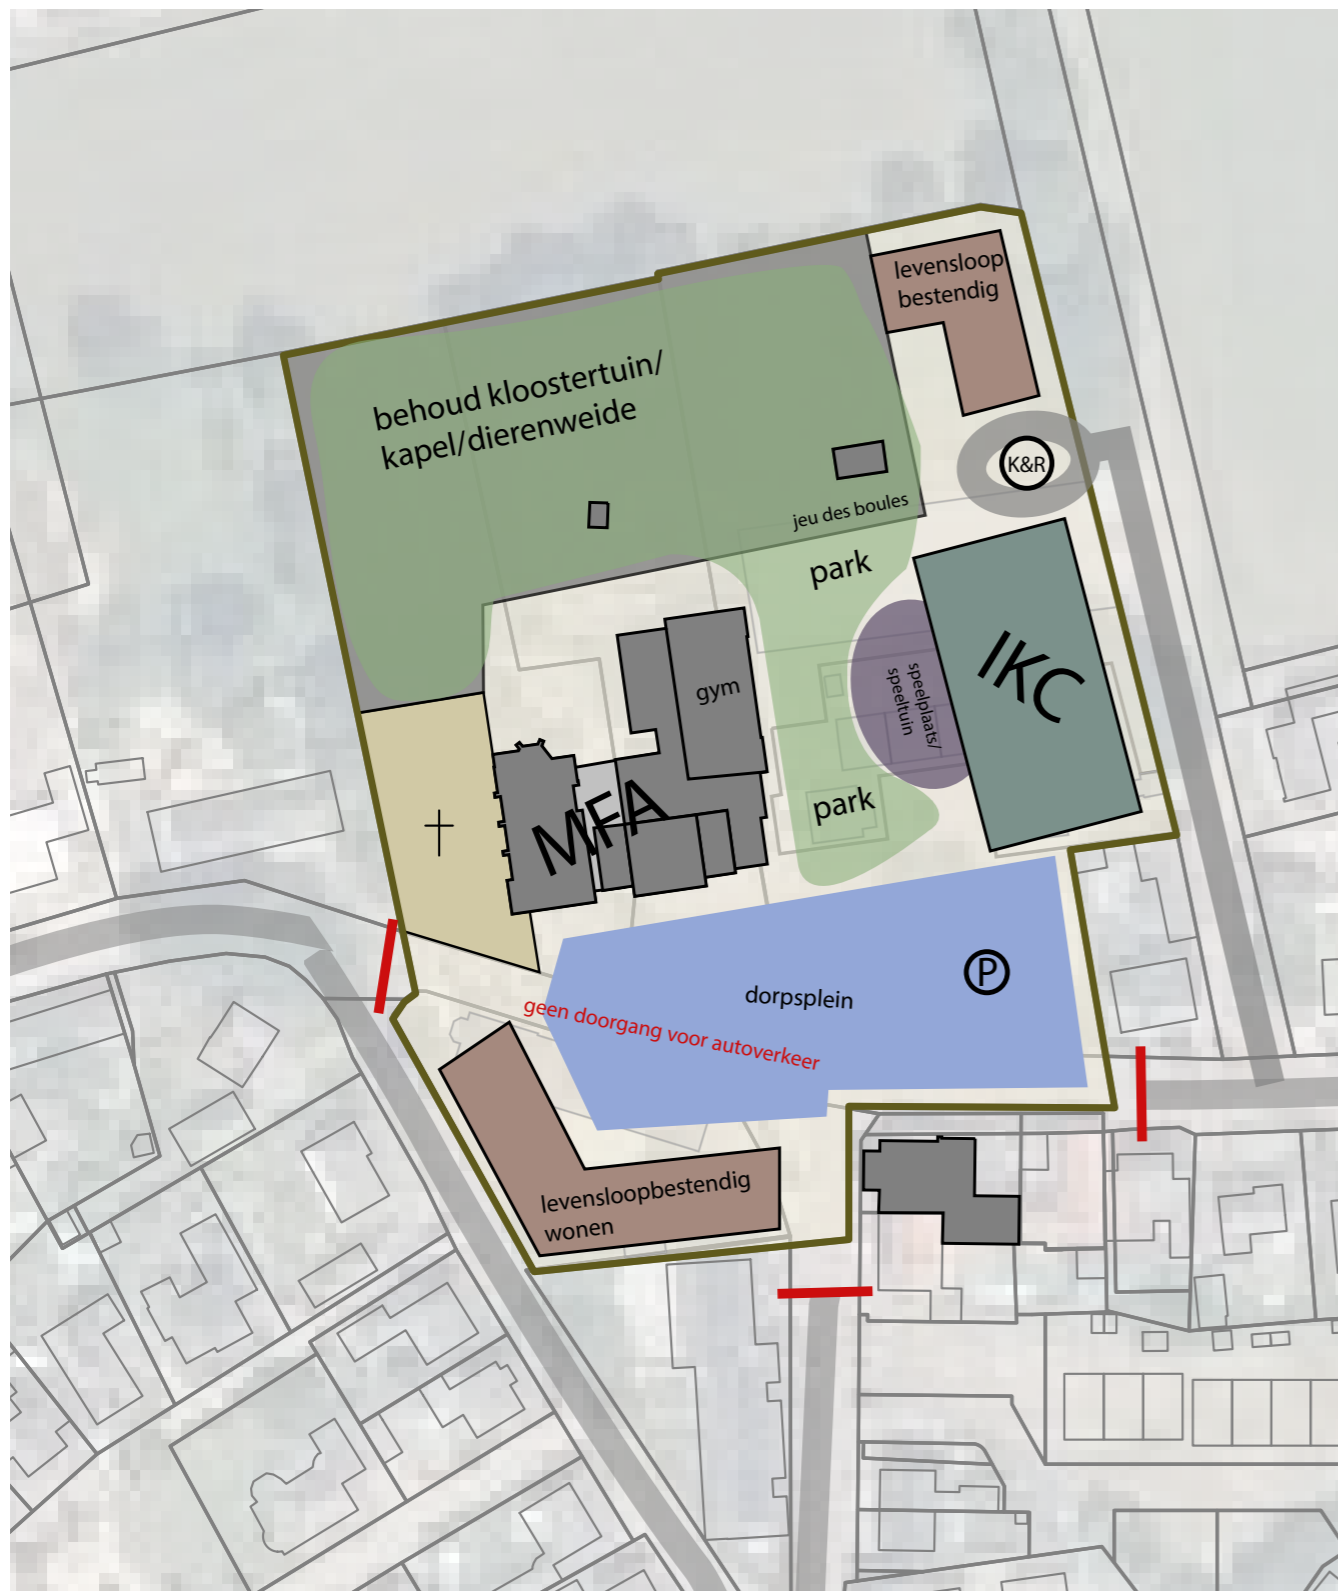 levensloop
bestendig
behoud kloostertuin/
kapel/dierenweide
K&R
jeu des boules
park
IKC
gym
speelplaats/
speeltuin
MFA
park
P
dorpsplein
geen doorgang voor autoverkeer
levensloopbestendig
wonen